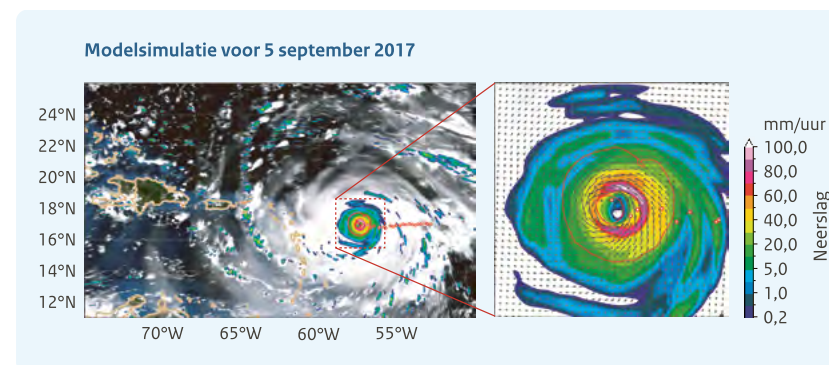 Modelsimulatie voor 5 september 2017
24°N
22°N
20°N
18°N
16°N
14°N
12°N
70°W 65°W 60°W 55°W
mm/uur
100,0
80,0
60,0
40,0
20,0
5,0
1,0
0,2
Neerslag